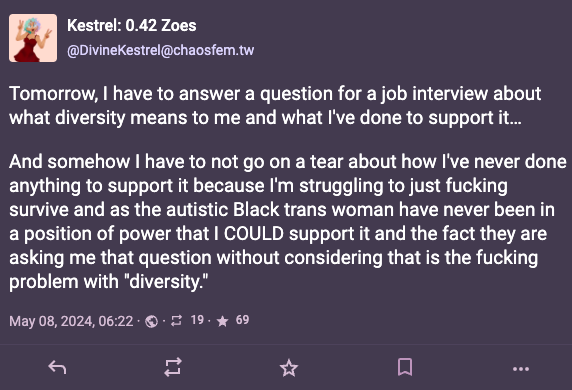 Kestrel: 0.42 Zoes
@DivineKestrel@chaosfem.tw
Tomorrow, I have to answer a question for a job interview about
what diversity means to me and what I've done to support it...
And somehow I have to not go on a tear about how I've never done
anything to support it because I'm struggling to just fucking
survive and as the autistic Black trans woman have never been in
a position of power that I COULD support it and the fact they are
asking me that question without considering that is the fucking
problem with "diversity."
May 08, 2024, 06:22 · · 19 · 69